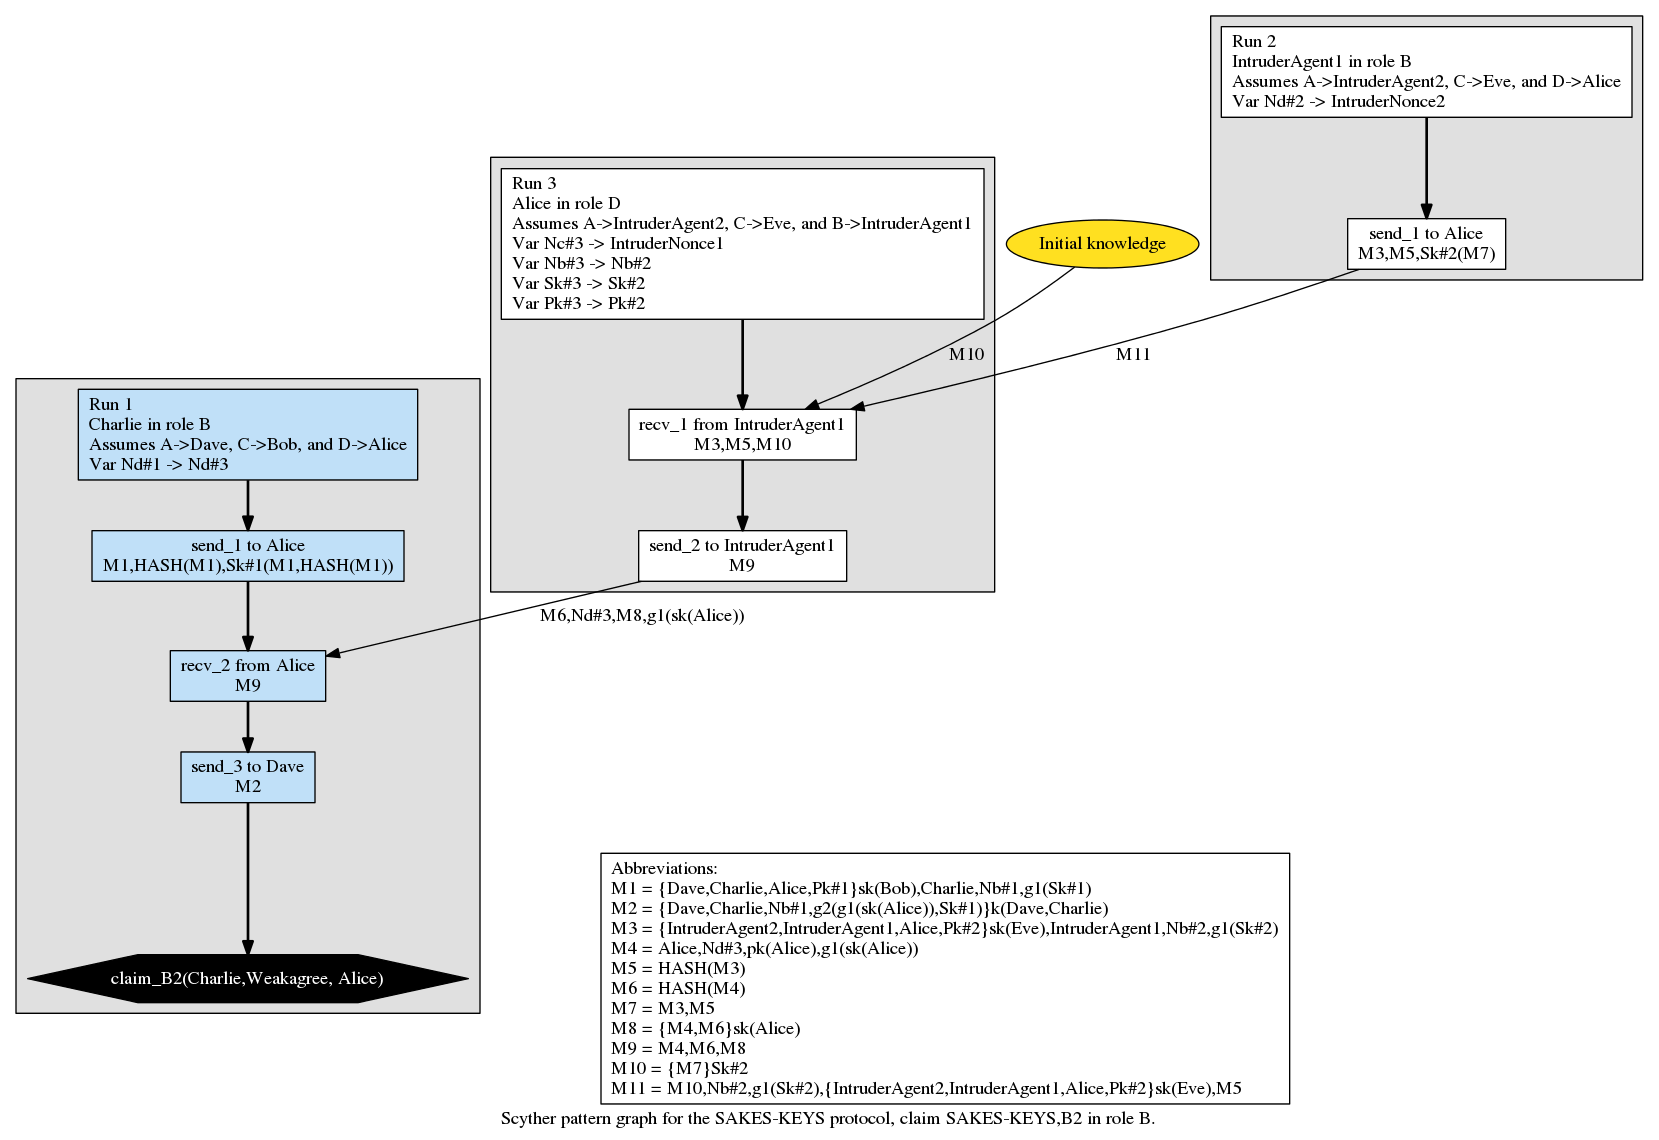 Run 2
IntruderAgent1 in role B
Assumes A->IntruderAgent2, C->Eve, and D->Alice
Var Nd#2 -> IntruderNonce2
send_1 to Alice
M3,M5,Sk#2(M7)
Run 3
Alice in role D
Assumes A->IntruderAgent2, C->Eve, and B->IntruderAgent1
Var Nc#3 -> IntruderNonce1
Var Nb#3 -> Nb#2
Var Sk#3 -> Sk#2
Var Pk#3 -> Pk#2
Initial knowledge
M10
M11
recv_1 from IntruderAgent1
M3,M5,M10
send_2 to IntruderAgent1
M9
M6,Nd#3,M8,g1(sk(Alice))
Run 1
Charlie in role B
Assumes A->Dave, C->Bob, and D->Alice
Var Nd#1 -> Nd#3
send_1 to Alice
M1,HASH(M1),Sk#1(M1,HASH(M1))
recv_2 from Alice
M9
send_3 to Dave
M2
claim_B2(Charlie,Weakagree, Alice)
Abbreviations:
M1 = {Dave,Charlie,Alice,Pk#1}sk(Bob),Charlie,Nb#1,g1(Sk#1)
M2 = {Dave,Charlie,Nb#1,g2(g1(sk(Alice)),Sk#1)}k(Dave,Charlie)
M3 = {IntruderAgent2,IntruderAgent1,Alice,Pk#2}sk(Eve),IntruderAgent1,Nb#2,g1(Sk#2)
M4 = Alice,Nd#3,pk(Alice),g1(sk(Alice))
M5 = HASH(M3)
M6 = HASH(M4)
M7 = M3,M5
M8 = {M4,M6}sk(Alice)
M9 = M4,M6,M8
M10 = {M7}Sk#2
M11 = M10,Nb#2,g1(Sk#2),{IntruderAgent2,IntruderAgent1,Alice,Pk#2}sk(Eve),M5
Scyther pattern graph for the SAKES-KEYS protocol, claim SAKES-KEYS,B2 in role B.